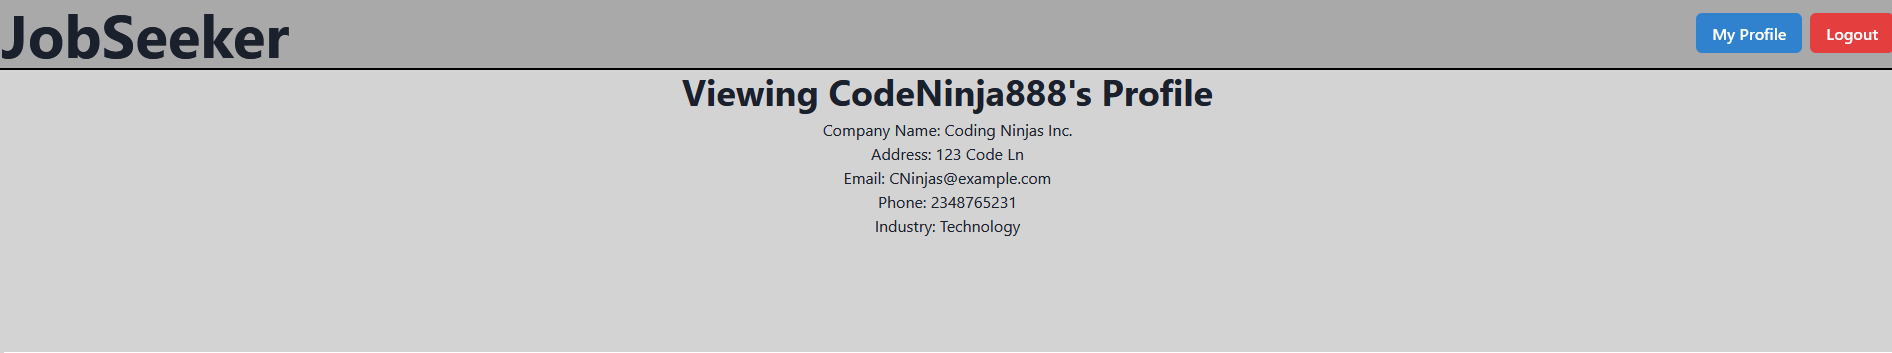 JobSeeker
My Profile
Logout
Viewing CodeNinja888's Profile
Company Name: Coding Ninjas Inc.
Address: 123 Code Ln
Email: CNinjas@example.com
Phone: 2348765231
Industry: Technology